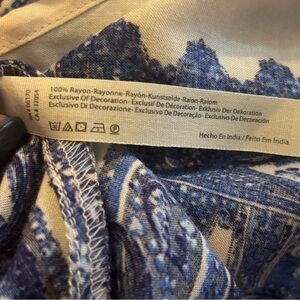 100% Rayon-Rayonne-Rayón-Kunstseide-Raion-Raiom
Exclusive Of Decoration- Exclusif De Décoration- Exklusiv Der Dekoration
Esclusivo Di Decorazione- Exclusivo De Decoração- Exclusivo De Decoración
Hecho En India / Feito Em India